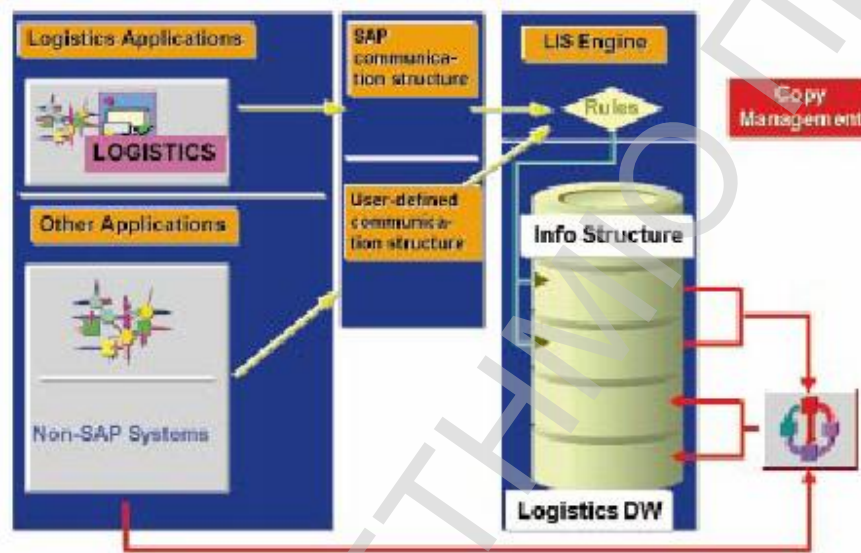 Logistics Applications
LOGISTICS
Other Applications
Non-SAP Systems
SAP
communica-
tion structure
User-defined
communica-
tion structure
LIS Engine
Rules
Info Structure
Logistics DW
Copy
Management